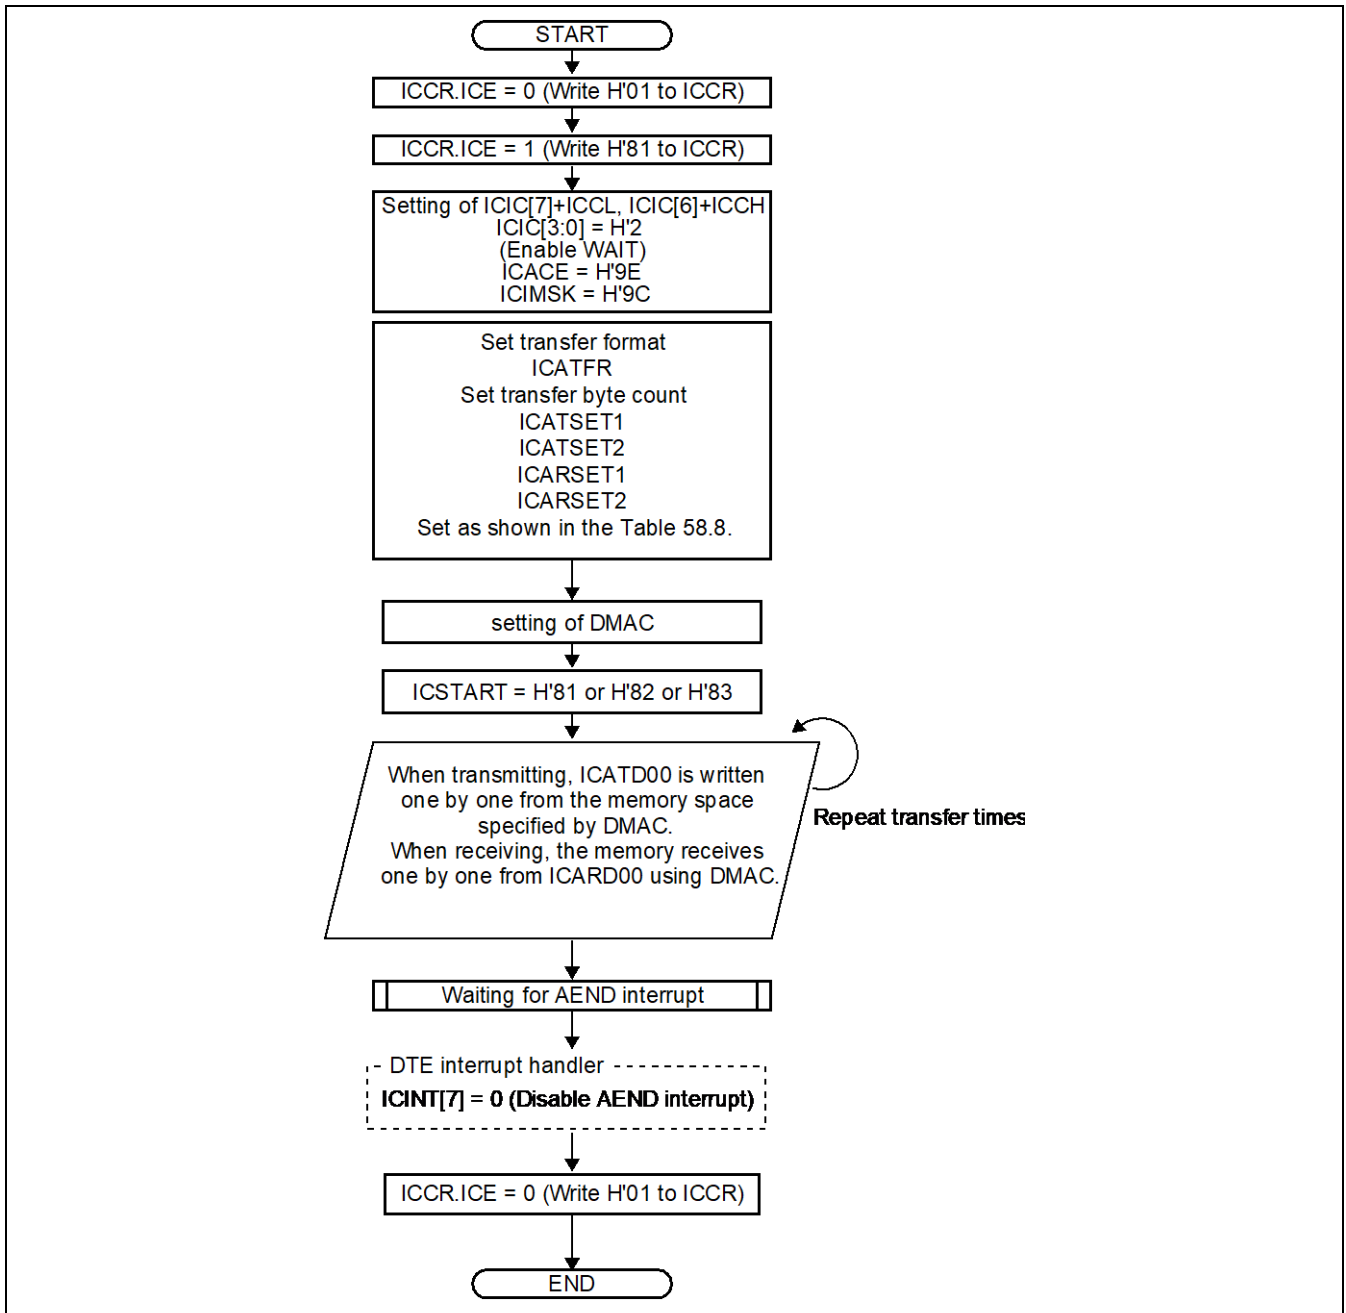 START
ICCR.ICE = 0 (Write H'01 to ICCR)
ICCR.ICE = 1 (Write H'81 to ICCR)
Setting of ICIC[7]+ICCL, ICIC[6]+ICCH
ICIC[3:0] = H'2
(Enable WAIT)
ICACE = H'9E
ICIMSK = H'9C
Set transfer format
ICATFR
Set transfer byte count
ICATSET1
ICATSET2
ICARSET1
ICARSET2
Set as shown in the Table 58.8.
setting of DMAC
ICSTART = H'81 or H'82 or H'83
When transmitting, ICATD00 is written
one by one from the memory space
specified by DMAC.
When receiving, the memory receives
one by one from ICARD00 using DMAC.
Repeat transfer times
Waiting for AEND interrupt
DTE interrupt handler
ICINT[7] = 0 (Disable AEND interrupt)
ICCR.ICE = 0 (Write H'01 to ICCR)
END